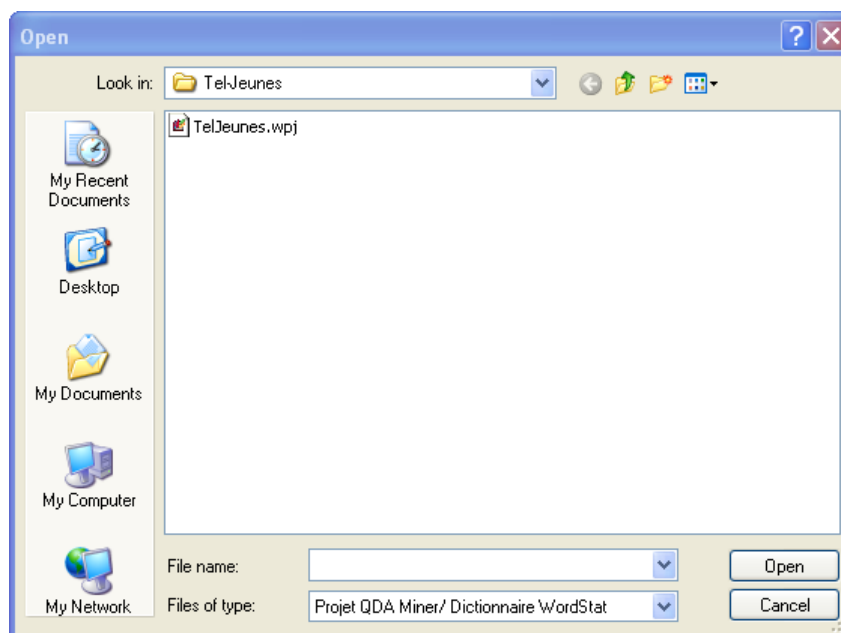 Open
Look in:
TelJeunes
TelJeunes.wpj
My Recent
Documents
Desktop
My Documents
My Computer
My Network
File name:
Open
Files of type:
Projet QDA Miner/ Dictionnaire WordStat
Cancel